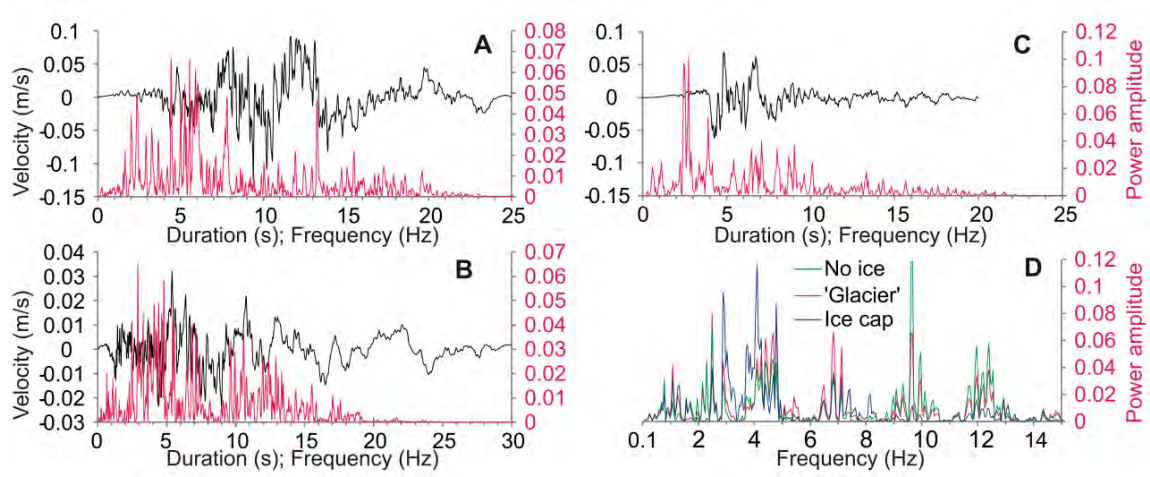 A
Velocity (m/s)
0.1
0.05
0
-0.05
-0.1
-0.15
0 5 10 15 20 25
Duration (s); Frequency (Hz)
0.08
0.07
0.06
0.05
0.04
0.03
0.02
0.01
0
C
0.1
0.05
0
-0.05
-0.1
-0.15
0 5 10 15 20 25
Duration (s); Frequency (Hz)
0.12
0.1
0.08
0.06
0.04
0.02
0
Power amplitude
B
Velocity (m/s)
0.04
0.03
0.02
0.01
0
-0.01
-0.02
-0.03
0 5 10 15 20 25 30
Duration (s); Frequency (Hz)
0.07
0.06
0.05
0.04
0.03
0.02
0.01
0
D
No ice
'Glacier'
Ice cap
0.1 2 4 6 8 10 12 14
Frequency (Hz)
0.12
0.1
0.08
0.06
0.04
0.02
0
Power amplitude